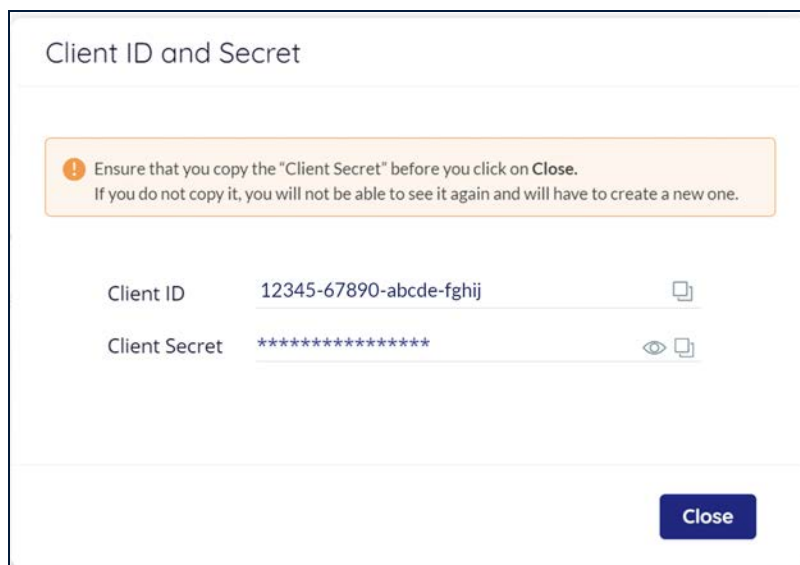 Client ID and Secret
Ensure that you copy the “Client Secret” before you click on Close.
If you do not copy it, you will not be able to see it again and will have to create a new one.
Client ID 12345-67890-abcde-fghij
Client Secret ****************
Close